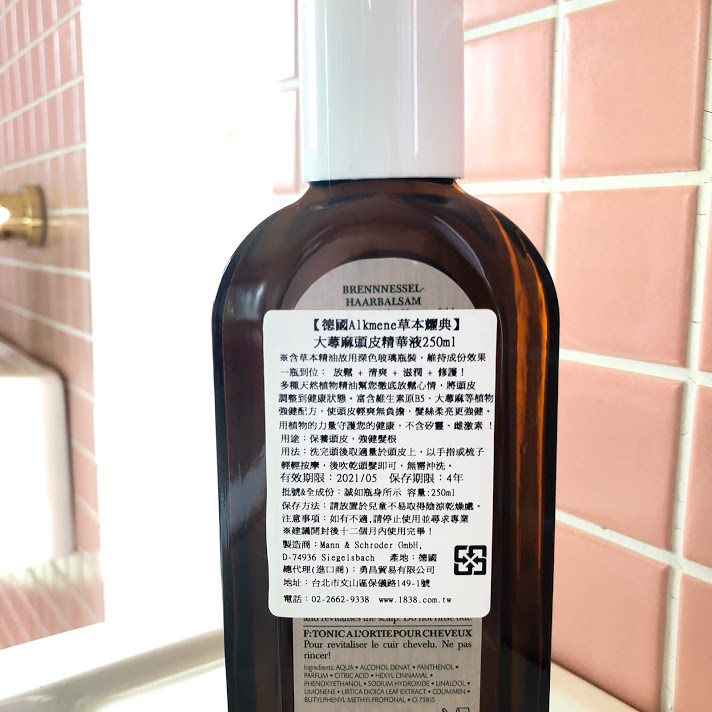 BRENNNESSEL-
HAARBALSAM
【德國Alkmene草本耀典】
大蕁麻頭皮精華液250ml
※含草本精油故用深色玻璃瓶裝，維持成份效果
一瓶到位： 放鬆 + 清爽 + 滋潤 + 修護！
多種天然植物精油幫您徹底放鬆心情，將頭皮
調整到健康狀態。富含維生素原B5、大蕁麻等植物
強健配方，使頭皮輕爽無負擔，髮絲柔亮更強健。
用植物的力量守護您的健康，不含矽靈、雌激素！
用途：保養頭皮，強健髮根
用法：洗完頭後取適量於頭皮上，以手指或梳子
輕輕按摩，後吹乾頭髮即可，無需沖洗。
有效期限：2021/05 保存期限：4年
批號&全成份：誠如瓶身所示 容量:250ml
保存方法：請放置於兒童不易取得陰涼乾燥處。
注意事項：如有不適,請停止使用並尋求專業
※建議開封後十二個月內使用完畢！
製造商：Mann & Schroder GmbH,
D-74936 Siegelsbach 產地：德國
總代理(進口商)：勇昌貿易有限公司
地址：台北市文山區保儀路149-1號
電話：02-2662-9338 www.1838.com.tw
and revitalises the scalp. Do not rinse out.
F: TONIC A L'ORTIE POUR CHEVEUX
Pour revitaliser le cuir chevelu. Ne pas
rincer!
Ingredients: AQUA • ALCOHOL DENAT. • PANTHENOL •
PARFUM • CITRIC ACID • HEXYL CINNAMAL •
PHENOXYETHANOL • SODIUM HYDROXIDE • LINALOOL •
LIMONENE • URTICA DIOICA LEAF EXTRACT • COUMARIN •
BUTYLPHENYL METHYLPROPIONAL • CI 75815